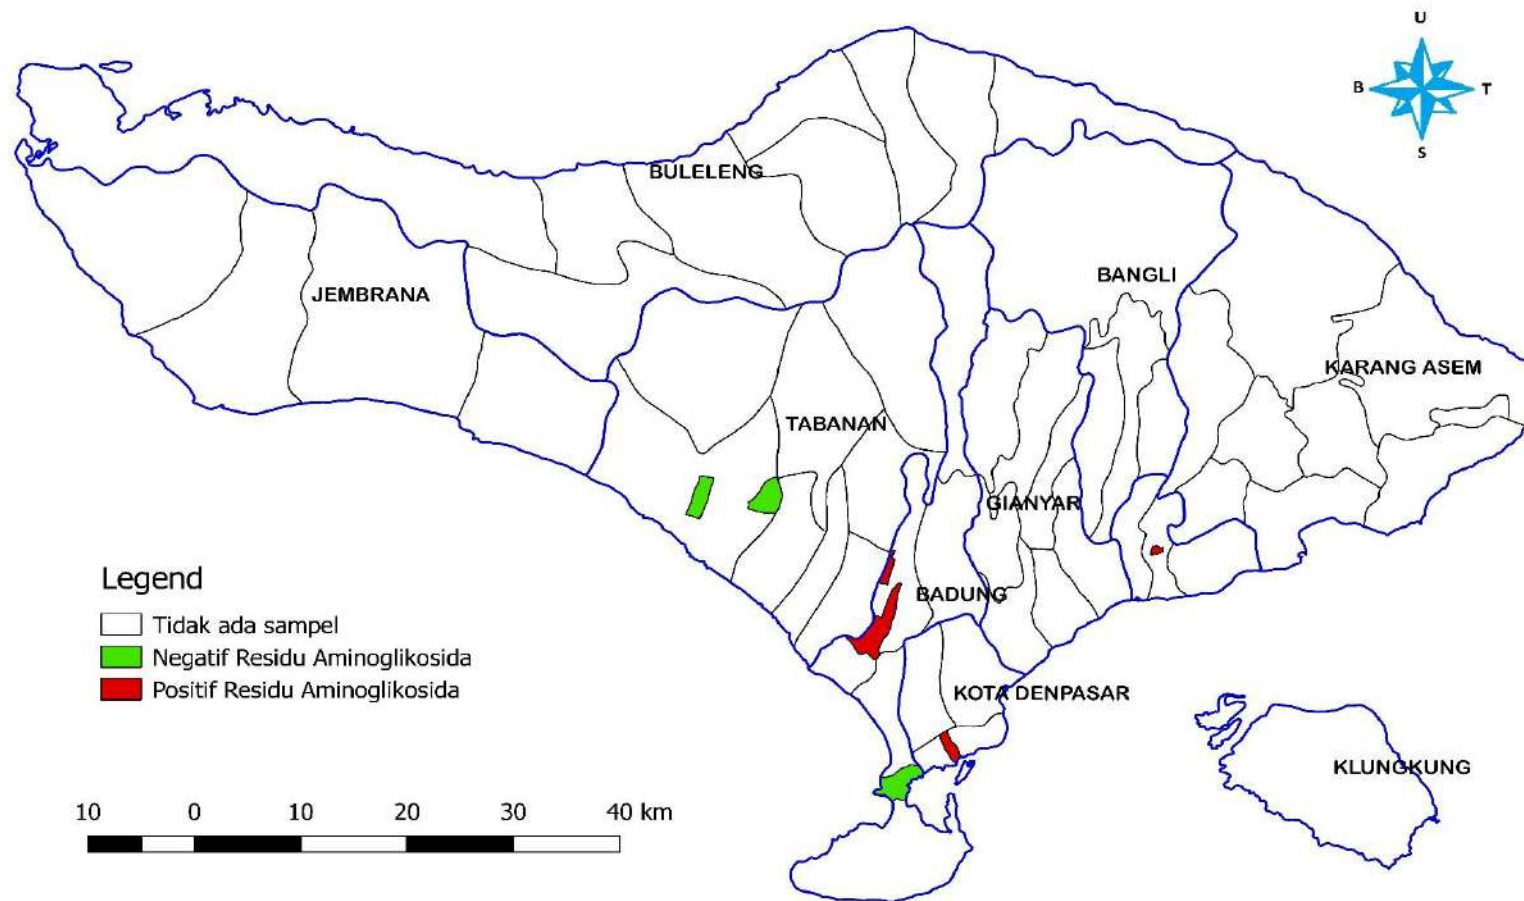 U
B
T
S
BULELENG
BANGLI
JEMBRANA
KARANG ASEM
TABANAN
GIANYAR
BADUNG
KOTA DENPASAR
KLUNGKUNG
Legend
Tidak ada sampel
Negatif Residu Aminoglikosida
Positif Residu Aminoglikosida
10 0 10 20 30 40 km